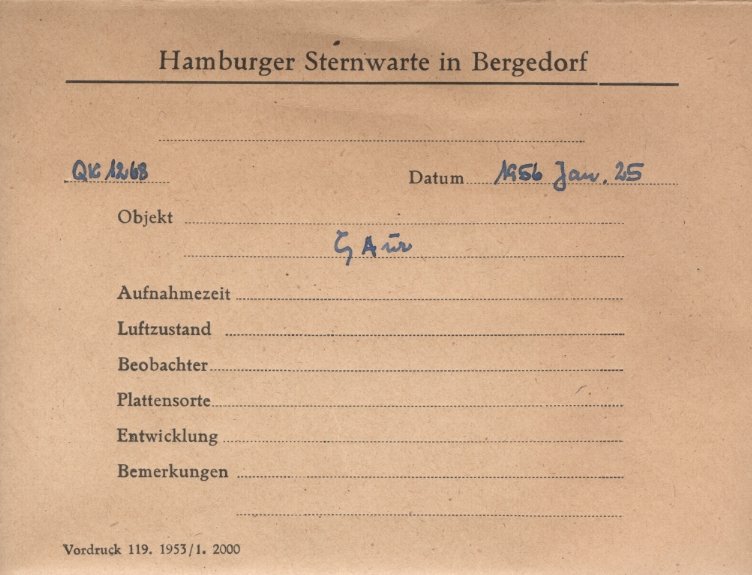 Hamburger Sternwarte in Bergedorf
QK 1268 Datum 1956 Jan. 25
Objekt
ζ Aur
Aufnahmezeit
Luftzustand
Beobachter
Plattensorte
Entwicklung
Bemerkungen
Vordruck 119. 1953/1. 2000